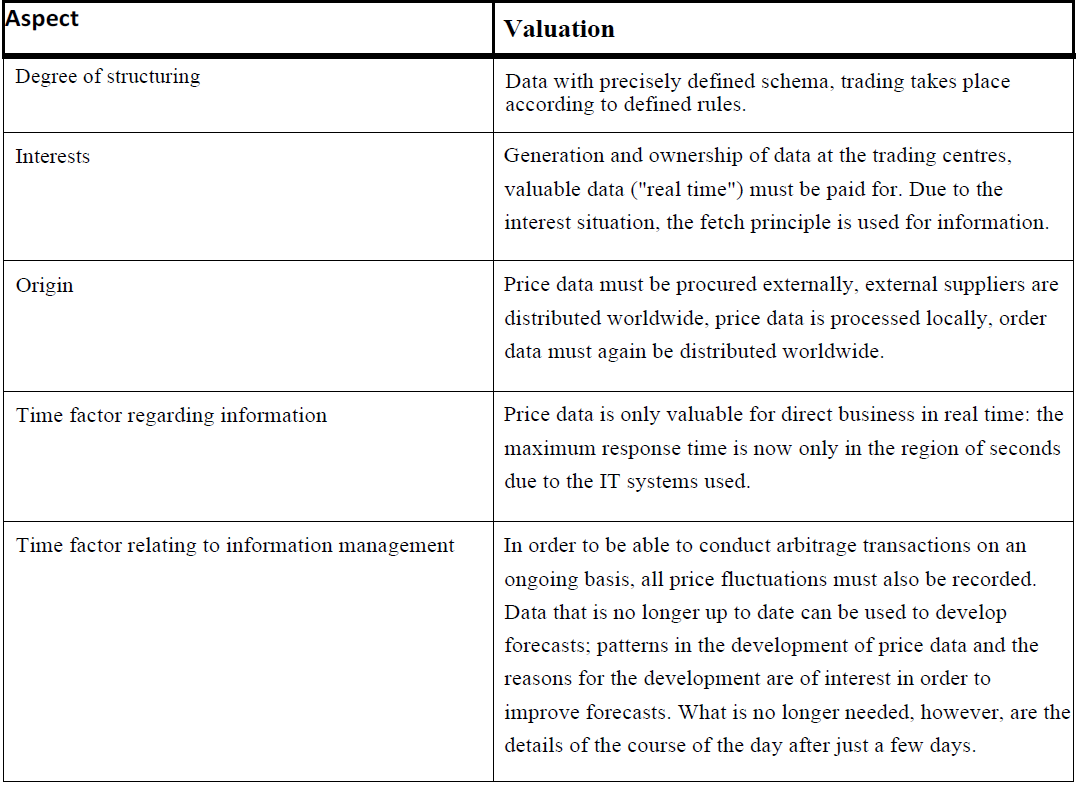 Aspect
Valuation
Degree of structuring
Data with precisely defined schema, trading takes place
according to defined rules.
Interests
Generation and ownership of data at the trading centres,
valuable data ("real time") must be paid for. Due to the
interest situation, the fetch principle is used for information.
Origin
Price data must be procured externally, external suppliers are
distributed worldwide, price data is processed locally, order
data must again be distributed worldwide.
Time factor regarding information
Price data is only valuable for direct business in real time: the
maximum response time is now only in the region of seconds
due to the IT systems used.
Time factor relating to information management
In order to be able to conduct arbitrage transactions on an
ongoing basis, all price fluctuations must also be recorded.
Data that is no longer up to date can be used to develop
forecasts; patterns in the development of price data and the
reasons for the development are of interest in order to
improve forecasts. What is no longer needed, however, are the
details of the course of the day after just a few days.